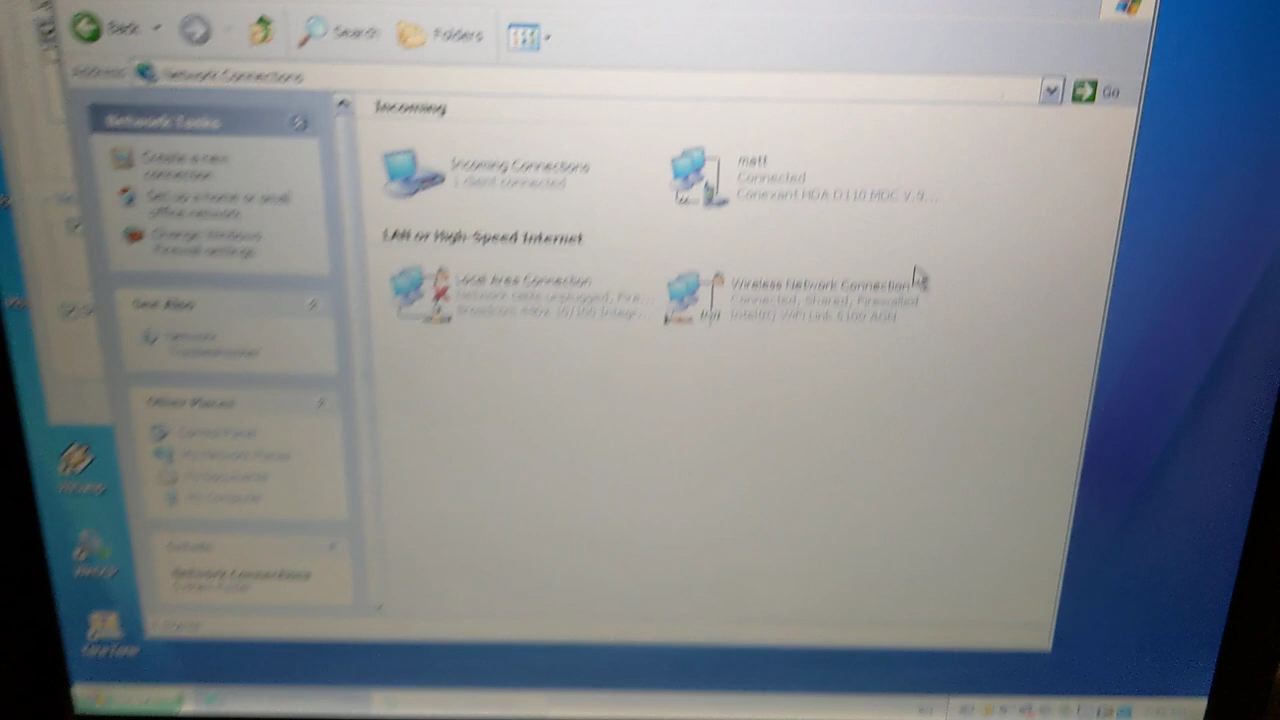 Back
Search
Folders
Address
Network Connections
Go
Network Tasks
Create a new
connection
Set up a home or small
office network
Change Windows
Firewall settings
See Also
Network
Troubleshooter
Other Places
Control Panel
My Network Places
My Documents
My Computer
Details
Network Connections
System Folder
Incoming
Incoming Connections
1 client connected
matt
Connected
Conexant HDA D110 MDC V.9...
LAN or High-Speed Internet
Local Area Connection
Network cable unplugged, Fire...
Broadcom 440x 10/100 Integr...
Wireless Network Connection
Connected, Shared, Firewalled
Intel(R) WiFi Link 5100 AGN